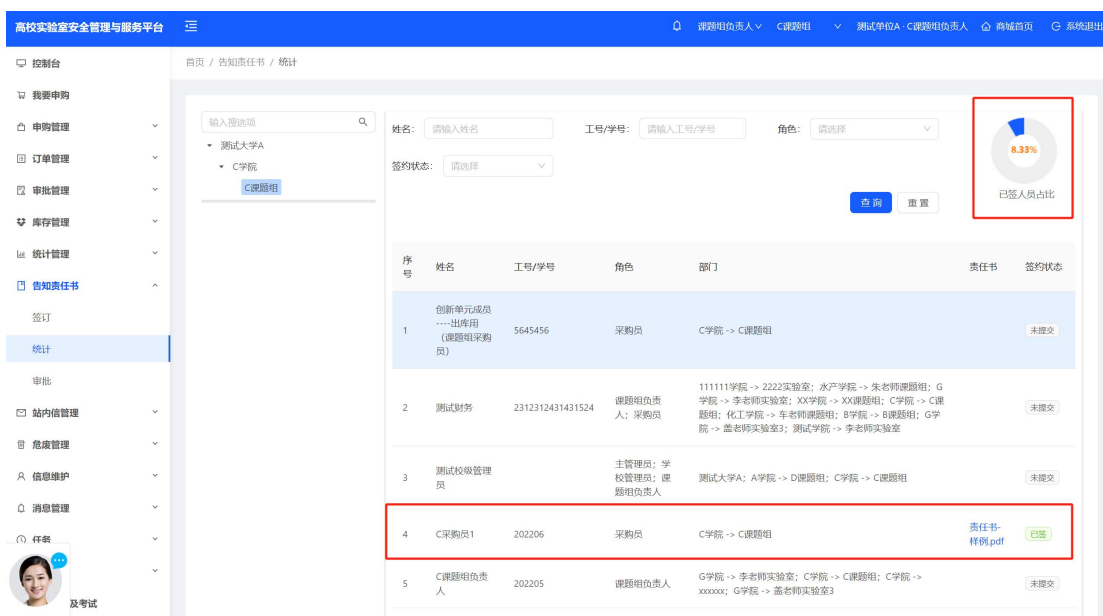 高校实验室安全管理与服务平台
课题组负责人 C课题组 测试单位A · C课题组负责人 商城首页 系统退出
控制台
首页 / 告知责任书 / 统计
我要申购
申购管理
订单管理
审批管理
库存管理
统计管理
告知责任书
签订
统计
审批
站内信管理
危废管理
信息维护
消息管理
任务
及考试
输入搜选项
测试大学A
C学院
C课题组
姓名: 请输入姓名 工号/学号: 请输入工号/学号 角色: 请选择
签约状态: 请选择
查 询 重 置
8.33%
已签人员占比
序号 姓名 工号/学号 角色 部门 责任书 签约状态
1 创新单元成员
----出库用
(课题组采购
员)
5645456 采购员 C学院 -> C课题组 未提交
2 测试财务 2312312431431524 课题组负责
人; 采购员
111111学院 -> 2222实验室; 水产学院 -> 朱老师课题组; G
学院 -> 李老师实验室; XX学院 -> XX课题组; C学院 -> C课
题组; 化工学院 -> 车老师课题组; B学院 -> B课题组; G学
院 -> 盖老师实验室3; 测试学院 -> 李老师实验室
未提交
3 测试校级管理
员
主管理员; 学
校管理员; 课
题组负责人
测试大学A; A学院 -> D课题组; C学院 -> C课题组 未提交
4 C采购员1 202206 采购员 C学院 -> C课题组 责任书-
样例.pdf
已签
5 C课题组负责
人
202205 课题组负责人 G学院 -> 李老师实验室; C学院 -> C课题组; C学院 ->
xxxxxx; G学院 -> 盖老师实验室3
未提交